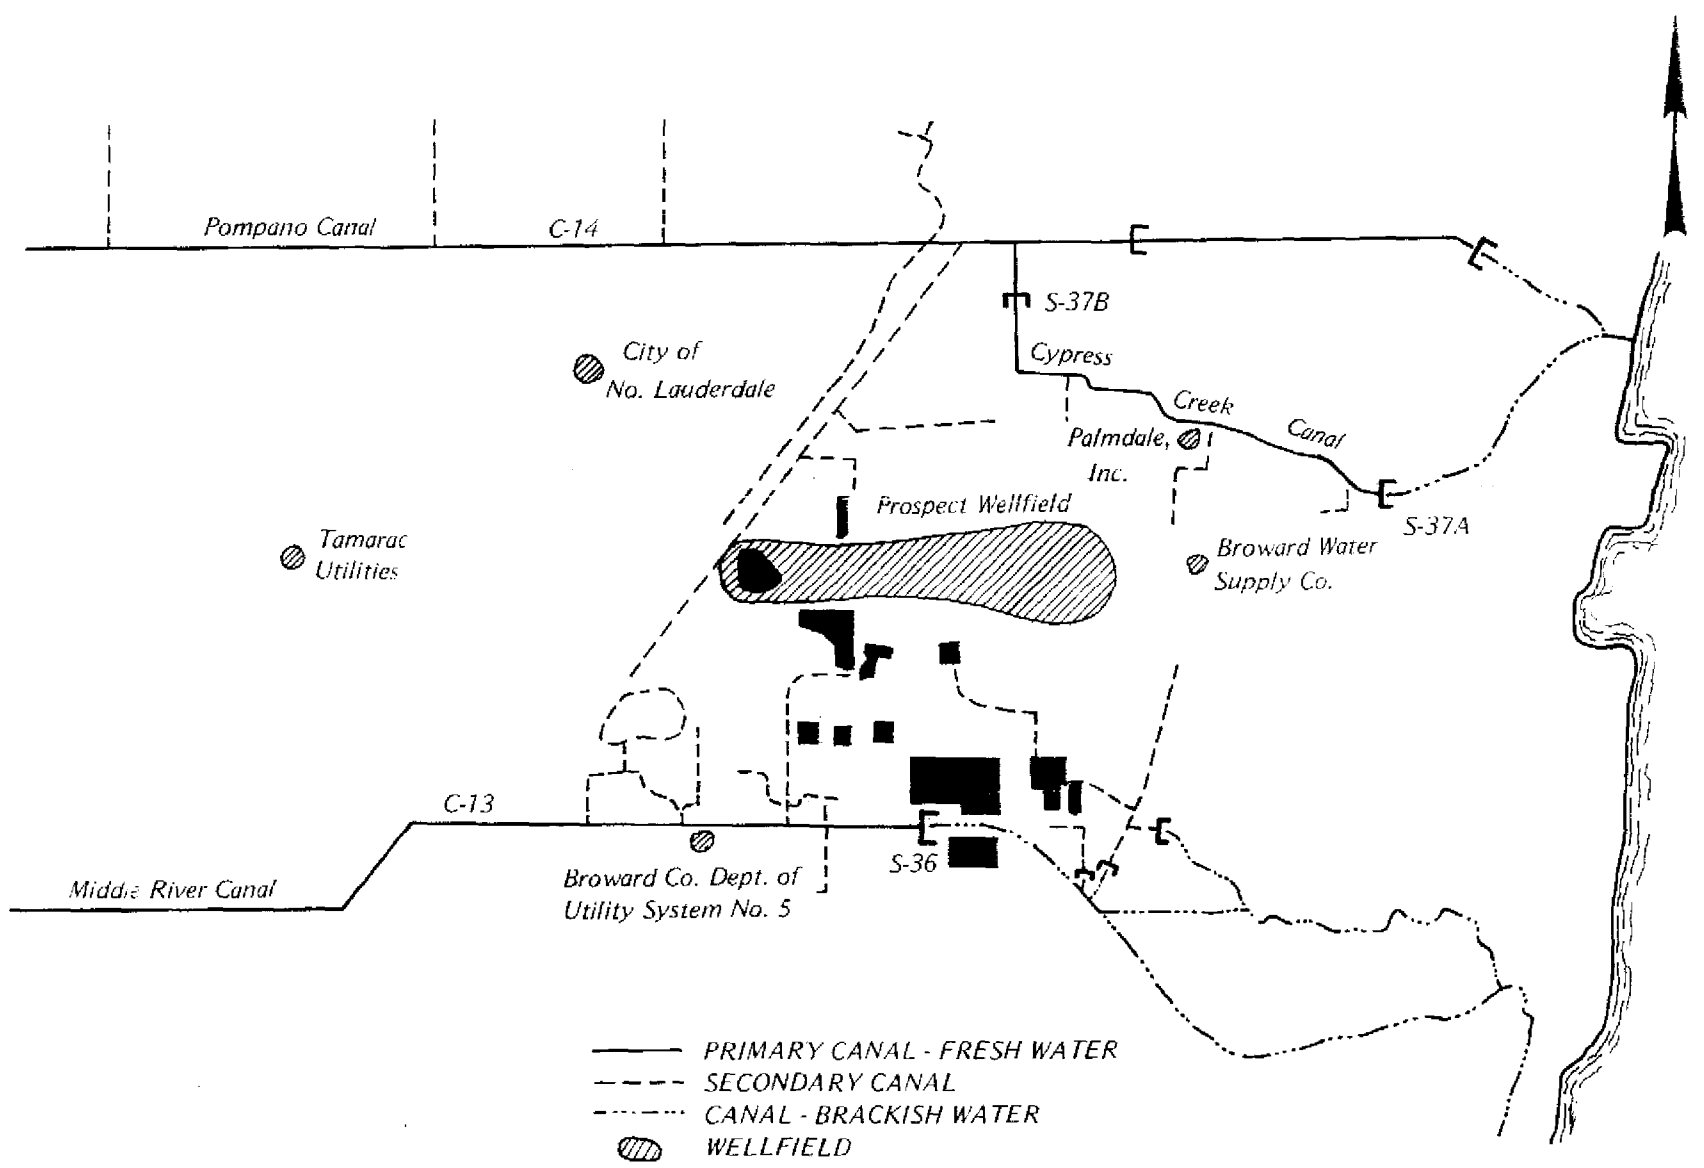 Pompano Canal
C-14
S-37B
City of
No. Lauderdale
Cypress
Creek
Canal
Palmdale,
Inc.
Prospect Wellfield
S-37A
Tamarac
Utilities
Broward Water
Supply Co.
C-13
S-36
Middle River Canal
Broward Co. Dept. of
Utility System No. 5
PRIMARY CANAL - FRESH WATER
SECONDARY CANAL
CANAL - BRACKISH WATER
WELLFIELD